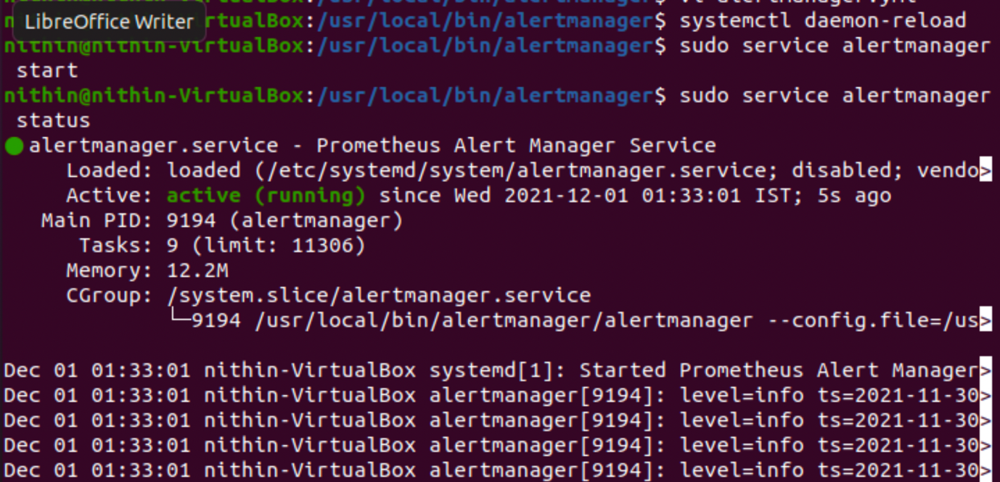 $ vi alertmanager.yml
LibreOffice Writer
rtualBox:/usr/local/bin/alertmanager$ systemctl daemon-reload
nithin@nithin-VirtualBox:/usr/local/bin/alertmanager$ sudo service alertmanager
start
nithin@nithin-VirtualBox:/usr/local/bin/alertmanager$ sudo service alertmanager
status
● alertmanager.service - Prometheus Alert Manager Service
Loaded: loaded (/etc/systemd/system/alertmanager.service; disabled; vendo>
Active: active (running) since Wed 2021-12-01 01:33:01 IST; 5s ago
Main PID: 9194 (alertmanager)
Tasks: 9 (limit: 11306)
Memory: 12.2M
CGroup: /system.slice/alertmanager.service
└─9194 /usr/local/bin/alertmanager/alertmanager --config.file=/us>
Dec 01 01:33:01 nithin-VirtualBox systemd[1]: Started Prometheus Alert Manager>
Dec 01 01:33:01 nithin-VirtualBox alertmanager[9194]: level=info ts=2021-11-30>
Dec 01 01:33:01 nithin-VirtualBox alertmanager[9194]: level=info ts=2021-11-30>
Dec 01 01:33:01 nithin-VirtualBox alertmanager[9194]: level=info ts=2021-11-30>
Dec 01 01:33:01 nithin-VirtualBox alertmanager[9194]: level=info ts=2021-11-30>